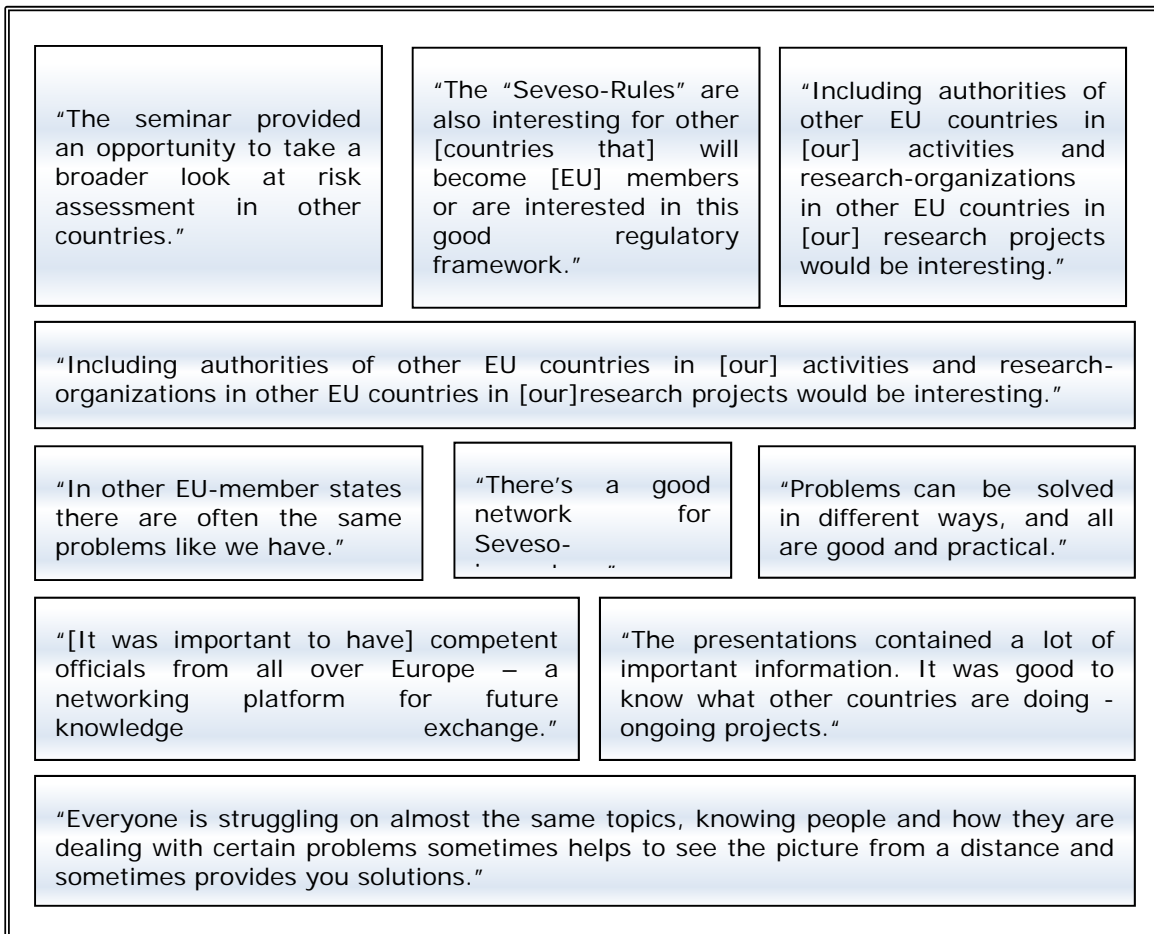 “The seminar provided
an opportunity to take a
broader look at risk
assessment in other
countries.”
“The “Seveso-Rules” are
also interesting for other
[countries that] will
become [EU] members
or are interested in this
good regulatory
framework.”
“Including authorities of
other EU countries in
[our] activities and
research-organizations
in other EU countries in
[our] research projects
would be interesting.”
“Including authorities of other EU countries in [our] activities and research-
organizations in other EU countries in [our]research projects would be interesting.”
“In other EU-member states
there are often the same
problems like we have.”
“There's a good
network for
Seveso-
“Problems can be solved
in different ways, and all
are good and practical.”
“[It was important to have] competent
officials from all over Europe – a
networking platform for future
knowledge exchange.”
“The presentations contained a lot of
important information. It was good to
know what other countries are doing -
ongoing projects.“
“Everyone is struggling on almost the same topics, knowing people and how they are
dealing with certain problems sometimes helps to see the picture from a distance and
sometimes provides you solutions.”